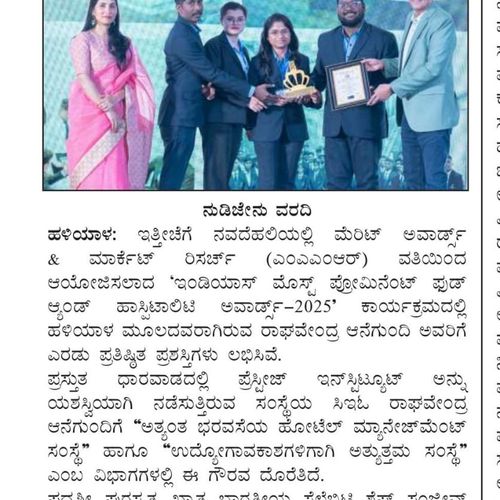 ನುಡಿಜೇನು ವರದಿ
ಹಳಿಯಾಳ: ಇತ್ತೀಚೆಗೆ ನವದೆಹಲಿಯಲ್ಲಿ ಮೆರಿಟ್ ಅವಾರ್ಡ್ಸ್
& ಮಾರ್ಕೆಟ್ ರಿಸರ್ಚ್ (ಎಂಎಎಂಆರ್) ವತಿಯಿಂದ
ಆಯೋಜಿಸಲಾದ ‘ಇಂಡಿಯಾಸ್ ಮೊಸ್ಟ್ ಪ್ರೋಮಿನೆಂಟ್ ಫುಡ್
ಆ್ಯಂಡ್ ಹಾಸ್ಪಿಟಾಲಿಟಿ ಅವಾರ್ಡ್ಸ್–2025’ ಕಾರ್ಯಕ್ರಮದಲ್ಲಿ
ಹಳಿಯಾಳ ಮೂಲದವರಾಗಿರುವ ರಾಘವೇಂದ್ರ ಆನೆಗುಂದಿ ಅವರಿಗೆ
ಎರಡು ಪ್ರತಿಷ್ಠಿತ ಪ್ರಶಸ್ತಿಗಳು ಲಭಿಸಿವೆ.
ಪ್ರಸ್ತುತ ಧಾರವಾಡದಲ್ಲಿ ಪ್ರೆಸ್ಟೀಜ್ ಇನ್‌ಸ್ಟಿಟ್ಯೂಟ್ ಅನ್ನು
ಯಶಸ್ವಿಯಾಗಿ ನಡೆಸುತ್ತಿರುವ ಸಂಸ್ಥೆಯ ಸಿಇಓ ರಾಘವೇಂದ್ರ
ಆನೆಗುಂದಿಗೆ “ಅತ್ಯಂತ ಭರವಸೆಯ ಹೋಟೆಲ್ ಮ್ಯಾನೇಜ್‌ಮೆಂಟ್
ಸಂಸ್ಥೆ” ಹಾಗೂ “ಉದ್ಯೋಗಾವಕಾಶಗಳಿಗಾಗಿ ಅತ್ಯುತ್ತಮ ಸಂಸ್ಥೆ”
ಎಂಬ ವಿಭಾಗಗಳಲ್ಲಿ ಈ ಗೌರವ ದೊರೆತಿದೆ.